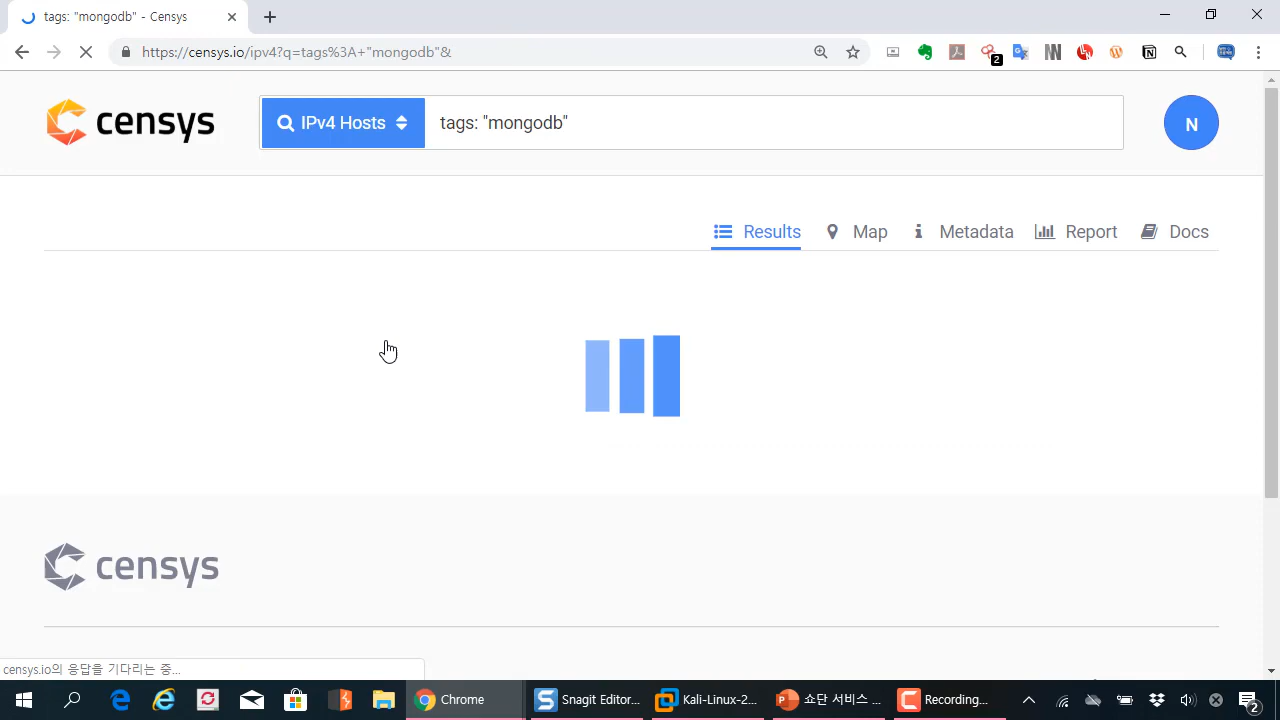 tags: "mongodb" - Censys
https://censys.io/ipv4?q=tags%3A+"mongodb"&
2
censys
IPv4 Hosts
tags: "mongodb"
N
Results
Map
Metadata
Report
Docs
censys
censys.io의 응답을 기다리는 중...
Chrome
Snagit Editor...
Kali-Linux-2...
쇼단 서비스 ...
Recording...
2